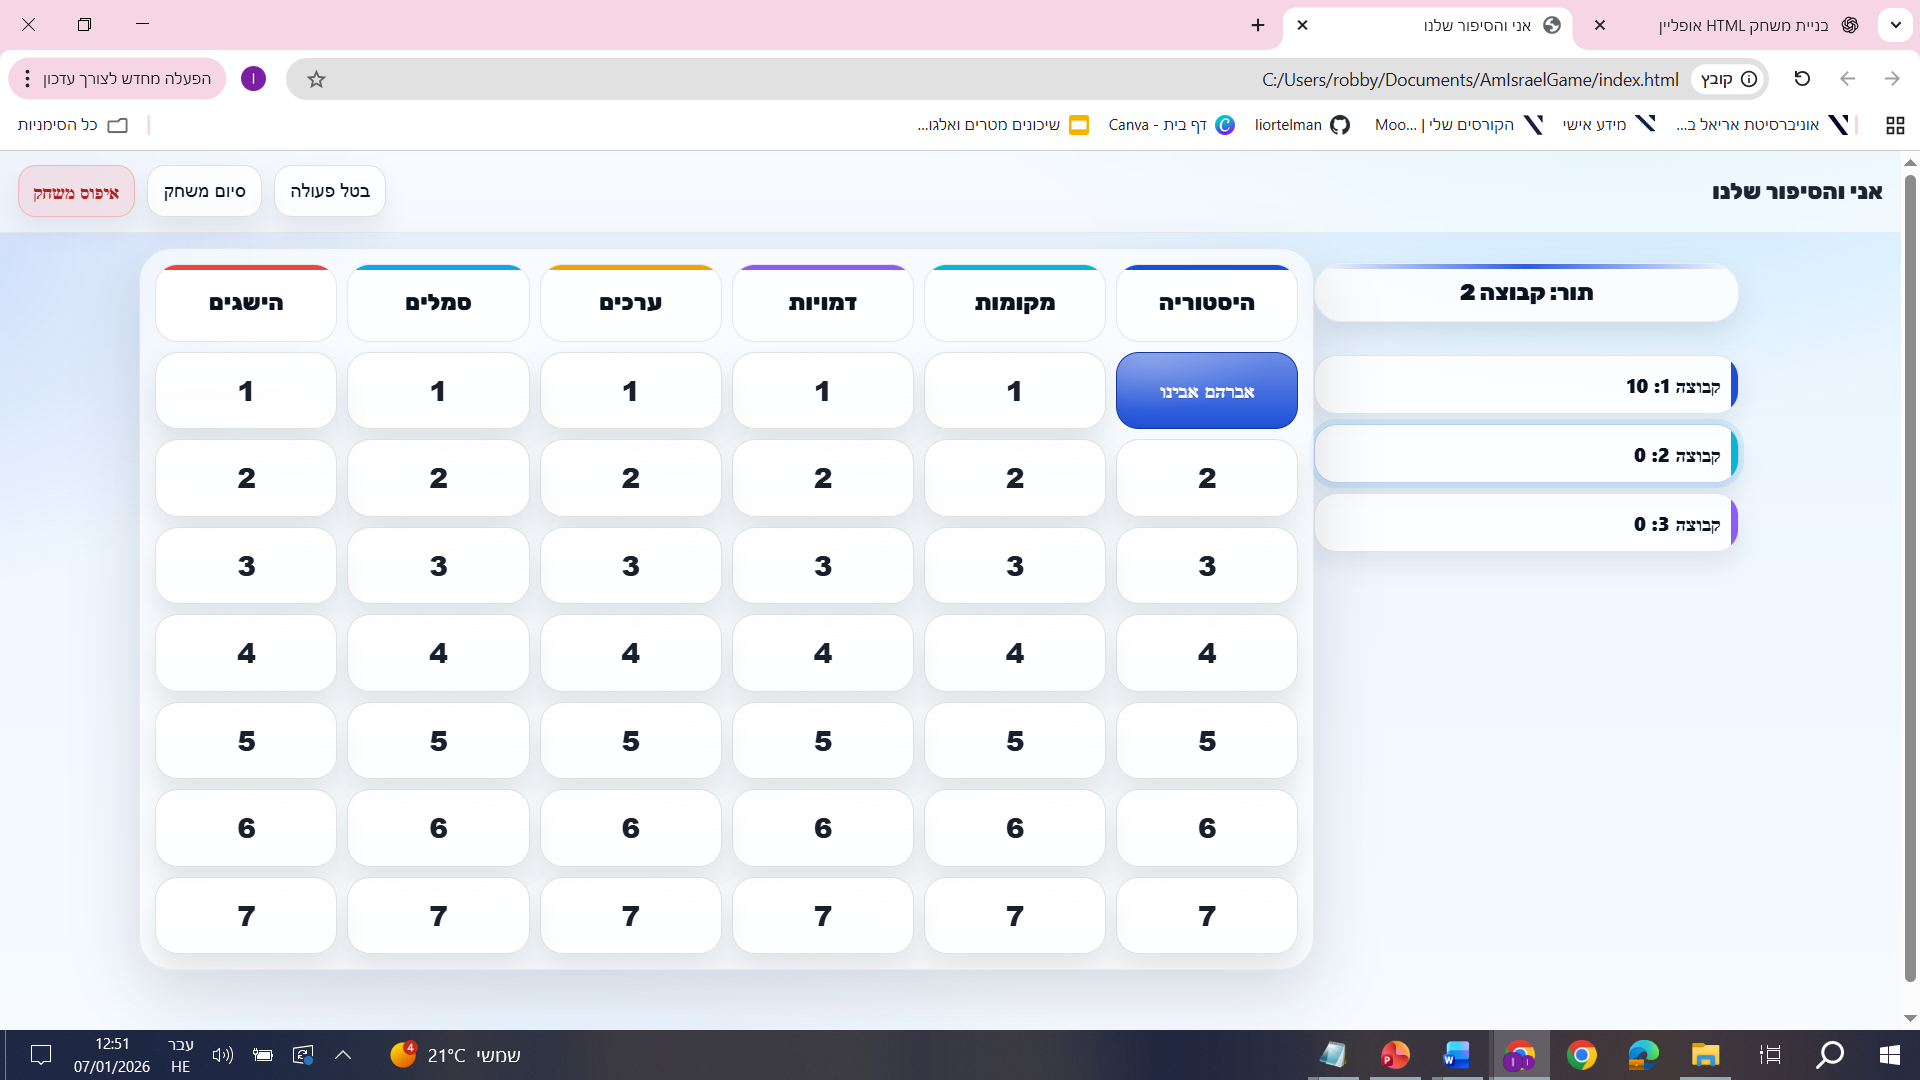 בניית משחק HTML אופליין
אני והסיפור שלנו
קובץ
C:/Users/robby/Documents/AmIsraelGame/index.html
I
הפעלה מחדש לצורך עדכון
אוניברסיטת אריאל ב...
מידע אישי
הקורסים שלי | Moo...
liortelman
דף בית - Canva
שיכונים מטרים ואלגו...
כל הסימניות
אני והסיפור שלנו
בטל פעולה
סיום משחק
איפוס משחק
תור: קבוצה 2
קבוצה 1: 10
קבוצה 2: 0
קבוצה 3: 0
היסטוריה מקומות דמויות ערכים סמלים הישגים
אברהם אבינו 1 1 1 1 1
2 2 2 2 2 2
3 3 3 3 3 3
4 4 4 4 4 4
5 5 5 5 5 5
6 6 6 6 6 6
7 7 7 7 7 7
שמשי 21°C
4
עבר
HE
12:51
07/01/2026